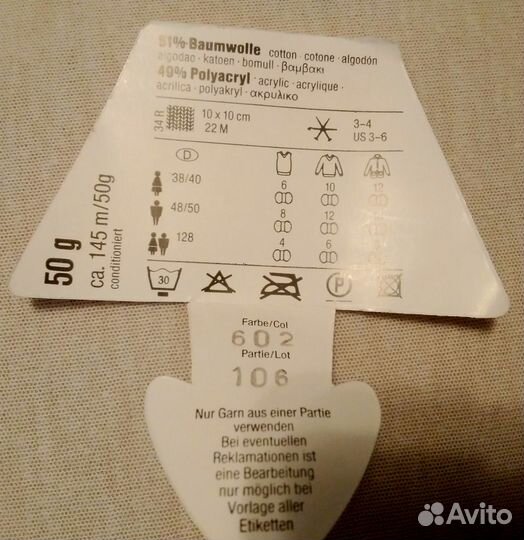 51% Baumwolle cotton · cotone · algodón
algodao · katoen · bomull · βαμβακι
49% Polyacryl · acrylic · acrylique ·
acrilica · polyakryl · ακρυλικο
34 R
10 x 10 cm
22 M
3–4
US 3–6
D
38/40
6
10
12
48/50
8
12
128
4
6
50 g
ca. 145 m/50g
conditioniert
30
P
Farbe/Col
602
Partie/Lot
106
Nur Garn aus einer Partie
verwenden
Bei eventuellen
Reklamationen ist
eine Bearbeitung
nur möglich bei
Vorlage aller
Etiketten
Avito